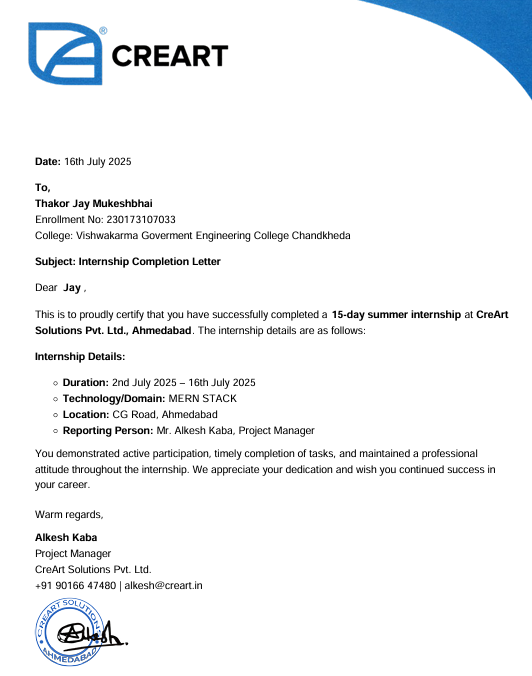 ®
CREART
Date: 16th July 2025
To,
Thakor Jay Mukeshbhai
Enrollment No: 230173107033
College: Vishwakarma Goverment Engineering College Chandkheda
Subject: Internship Completion Letter
Dear Jay ,
This is to proudly certify that you have successfully completed a 15-day summer internship at CreArt
Solutions Pvt. Ltd., Ahmedabad. The internship details are as follows:
Internship Details:
Duration: 2nd July 2025 – 16th July 2025
Technology/Domain: MERN STACK
Location: CG Road, Ahmedabad
Reporting Person: Mr. Alkesh Kaba, Project Manager
You demonstrated active participation, timely completion of tasks, and maintained a professional
attitude throughout the internship. We appreciate your dedication and wish you continued success in
your career.
Warm regards,
Alkesh Kaba
Project Manager
CreArt Solutions Pvt. Ltd.
+91 90166 47480 | alkesh@creart.in
CREART SOLUTION
Alkesh.
AHMEDABAD